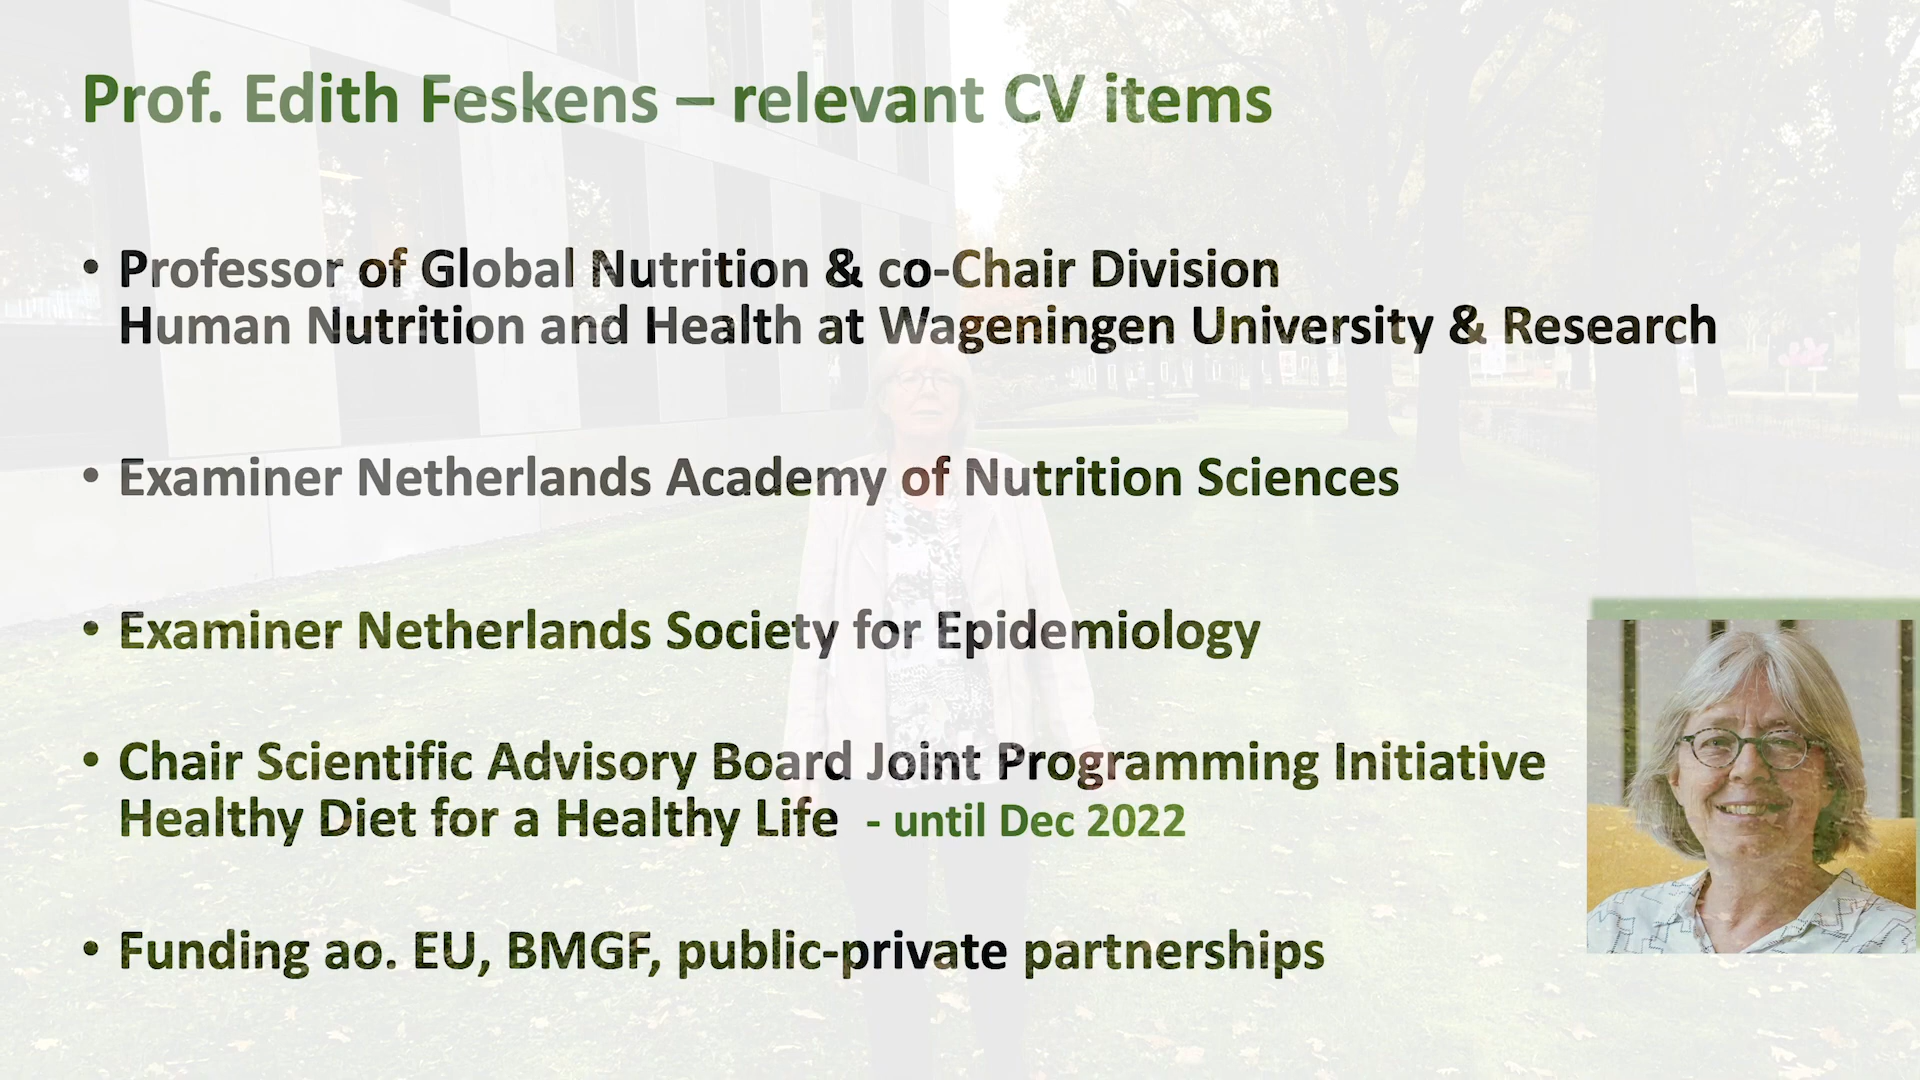 Prof. Edith Feskens – relevant CV items
• Professor of Global Nutrition & co-Chair Division
Human Nutrition and Health at Wageningen University & Research
• Examiner Netherlands Academy of Nutrition Sciences
• Examiner Netherlands Society for Epidemiology
• Chair Scientific Advisory Board Joint Programming Initiative
Healthy Diet for a Healthy Life - until Dec 2022
• Funding ao. EU, BMGF, public-private partnerships